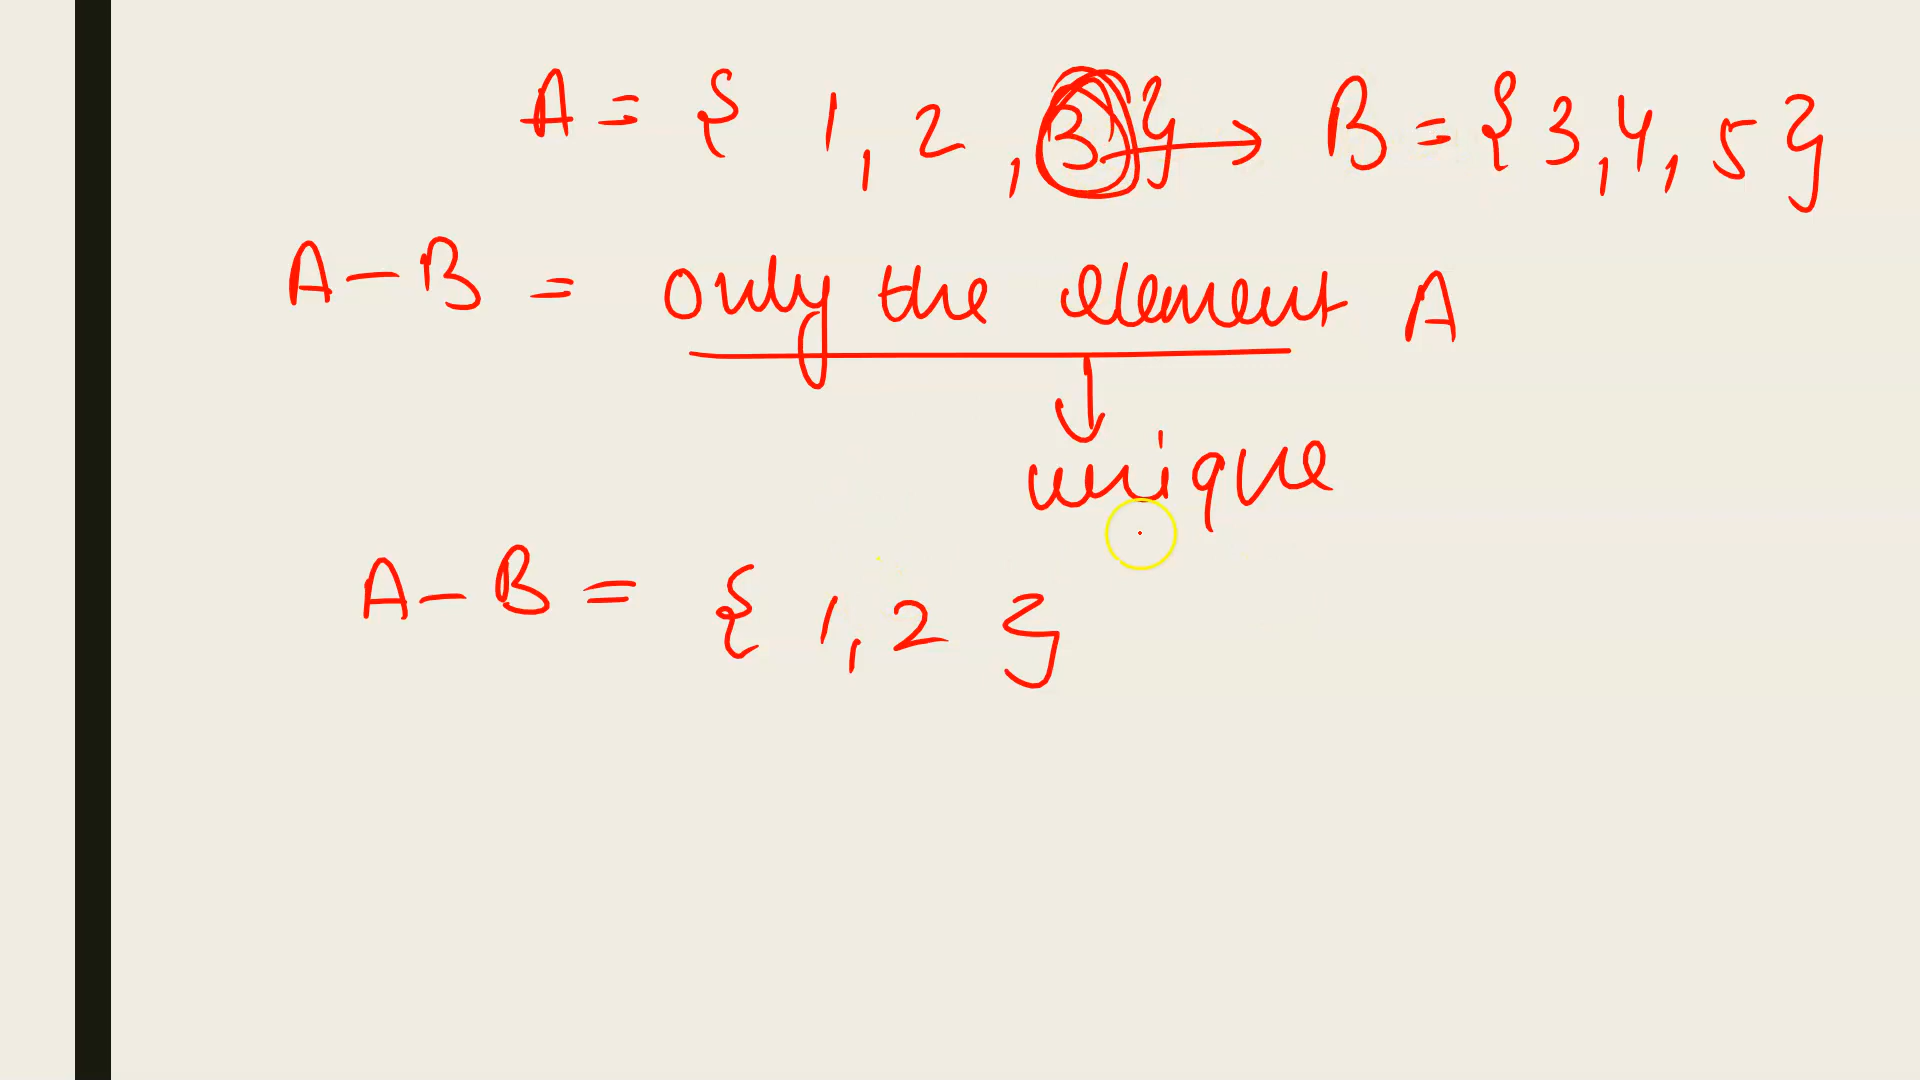 A = { 1, 2, 3 } → B = { 3, 4, 5 }
A - B = only the element A
unique
A - B = { 1, 2 }